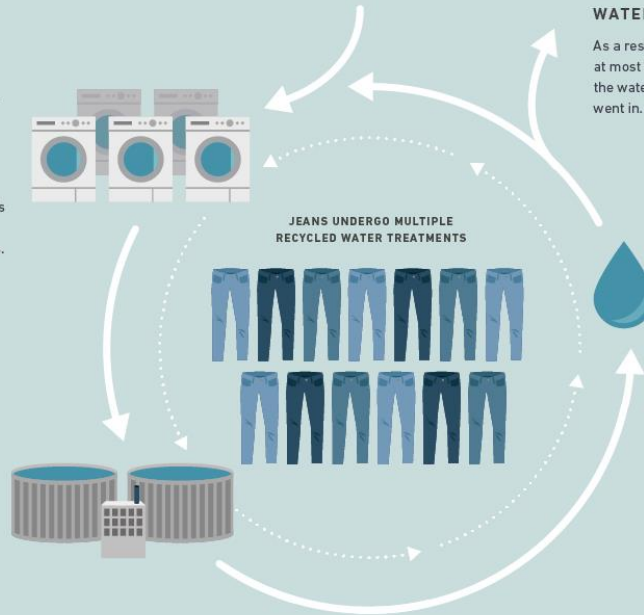 WATE
As a res
at most
the wate
went in.
s
.
JEANS UNDERGO MULTIPLE
RECYCLED WATER TREATMENTS